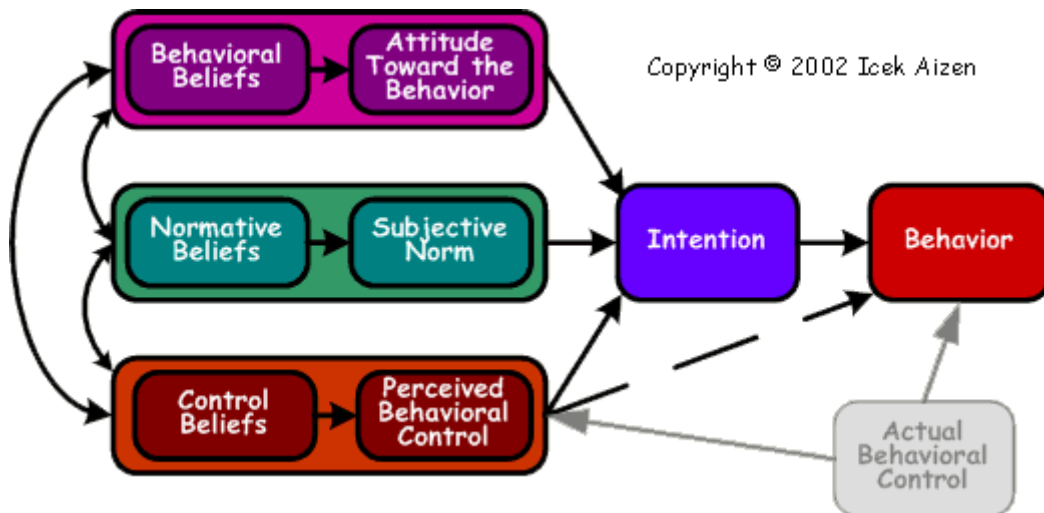 Behavioral
Beliefs
Attitude
Toward the
Behavior
Copyright © 2002 Icek Aizen
Normative
Beliefs
Subjective
Norm
Intention
Behavior
Control
Beliefs
Perceived
Behavioral
Control
Actual
Behavioral
Control